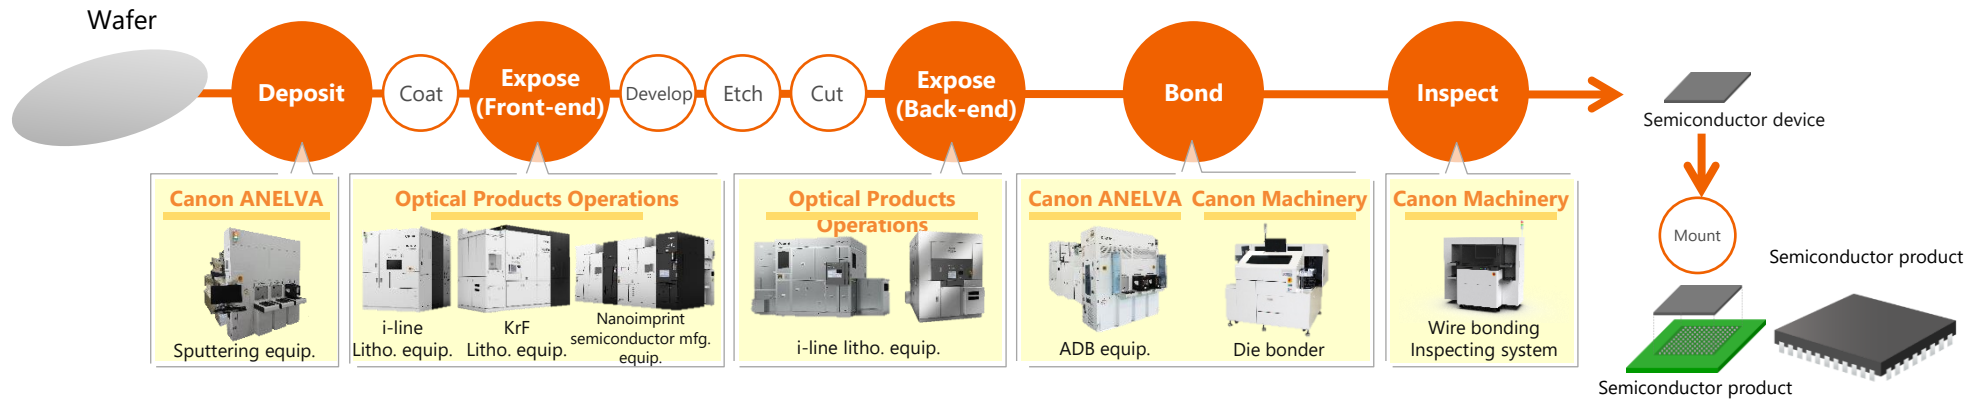 Wafer
Deposit
Coat
Expose
(Front-end)
Develop
Etch
Cut
Expose
(Back-end)
Bond
Inspect
Semiconductor device
Canon ANELVA
Sputtering equip.
Optical Products Operations
i-line
Litho. equip.
KrF
Litho. equip.
Nanoimprint
semiconductor mfg.
equip.
Optical Products
Operations
i-line litho. equip.
Canon ANELVA
ADB equip.
Canon Machinery
Die bonder
Canon Machinery
Wire bonding
Inspecting system
Mount
Semiconductor product
Semiconductor product